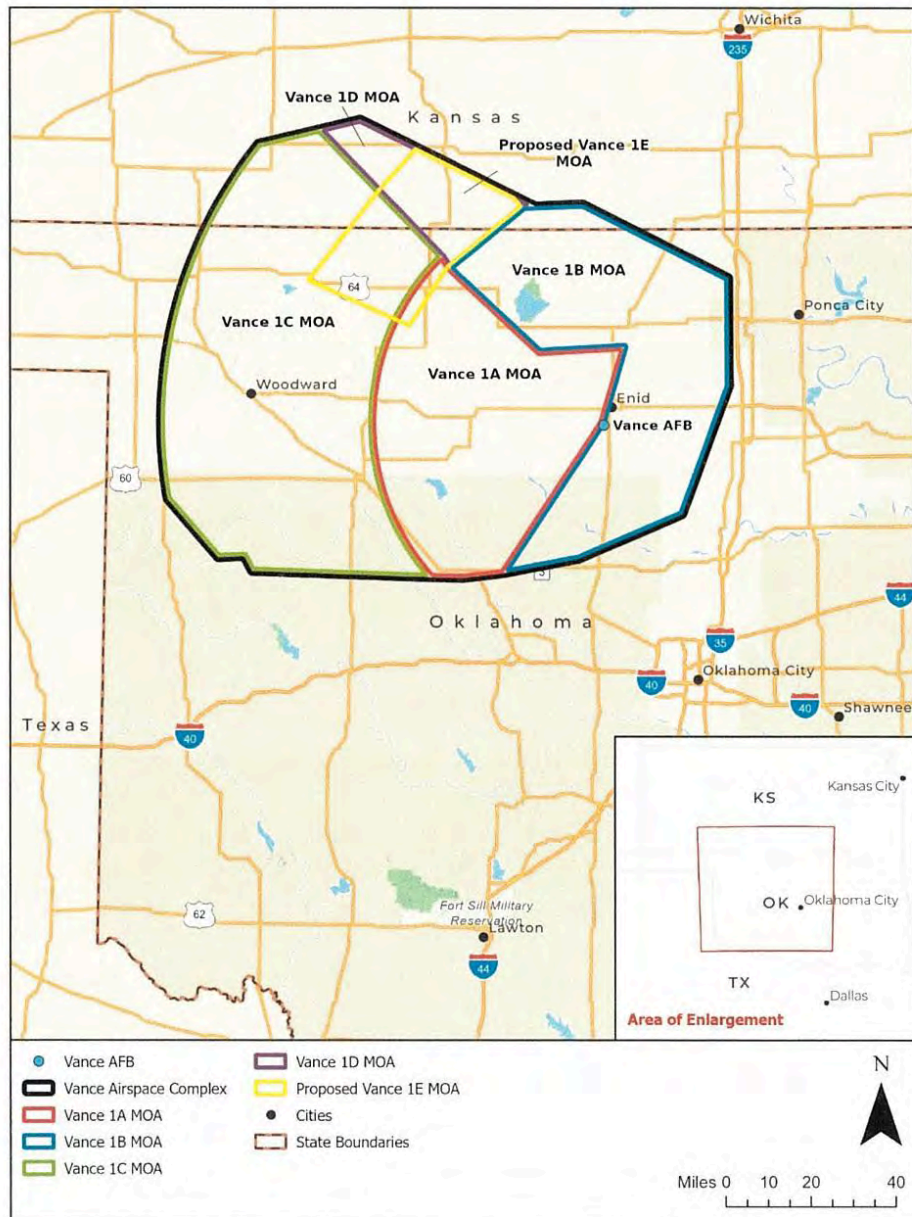 Wichita
235
Vance 1D MOA
Kansas
Proposed Vance 1E
MOA
Vance 1B MOA
64
Ponca City
Vance 1C MOA
Vance 1A MOA
Woodward
Enid
Vance AFB
60
3
44
Oklahoma
35
Oklahoma City
40
40
Shawnee
Texas
40
Kansas City
KS
Fort Sill Military
Reservation
OK
Oklahoma City
62
Lawton
44
TX
Dallas
Area of Enlargement
Vance AFB
Vance 1D MOA
N
Vance Airspace Complex
Proposed Vance 1E MOA
Vance 1A MOA
Cities
Vance 1B MOA
State Boundaries
Vance 1C MOA
Miles 0 10 20 40